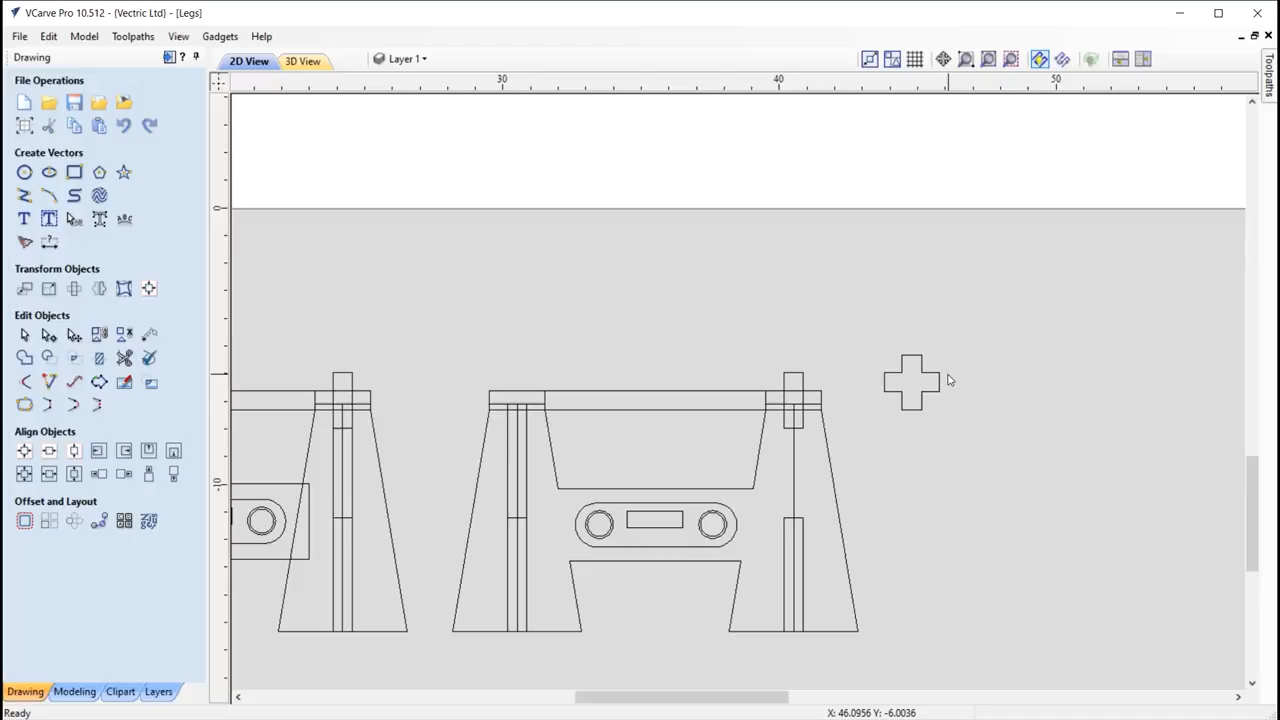 VCarve Pro 10.512 - {Vectric Ltd} - [Legs]
File Edit Model Toolpaths View Gadgets Help
Drawing
2D View 3D View Layer 1
File Operations
Create Vectors
Transform Objects
Edit Objects
Align Objects
Offset and Layout
30 40 50
0
-10
Toolpaths
Drawing Modeling Clipart Layers
Ready X: 46.0956 Y: -6.0036